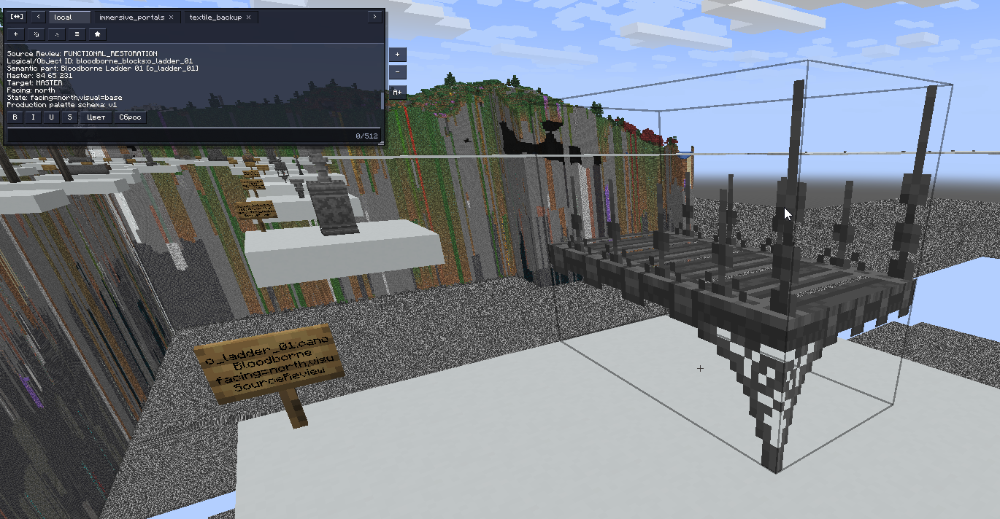 [↔] < local immersive_portals × textile_backup × >
Source Review: FUNCTIONAL_RESTORATION
Logical/Object ID: bloodborne_blocks:o_ladder_01
Semantic part: Bloodborne Ladder 01 [o_ladder_01]
Master: 84 65 231
Target: MASTER
Facing: north
State: facing=north,visual=base
Production palette schema: v1
B I U S Цвет Сброс
0/512
+
-
A+
o_ladder_01:cano
Bloodborne
facing=north,visu
SourceReview